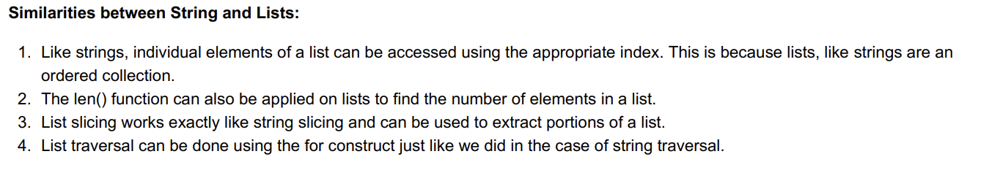 Similarities between String and Lists:
1. Like strings, individual elements of a list can be accessed using the appropriate index. This is because lists, like strings are an
ordered collection.
2. The len() function can also be applied on lists to find the number of elements in a list.
3. List slicing works exactly like string slicing and can be used to extract portions of a list.
4. List traversal can be done using the for construct just like we did in the case of string traversal.